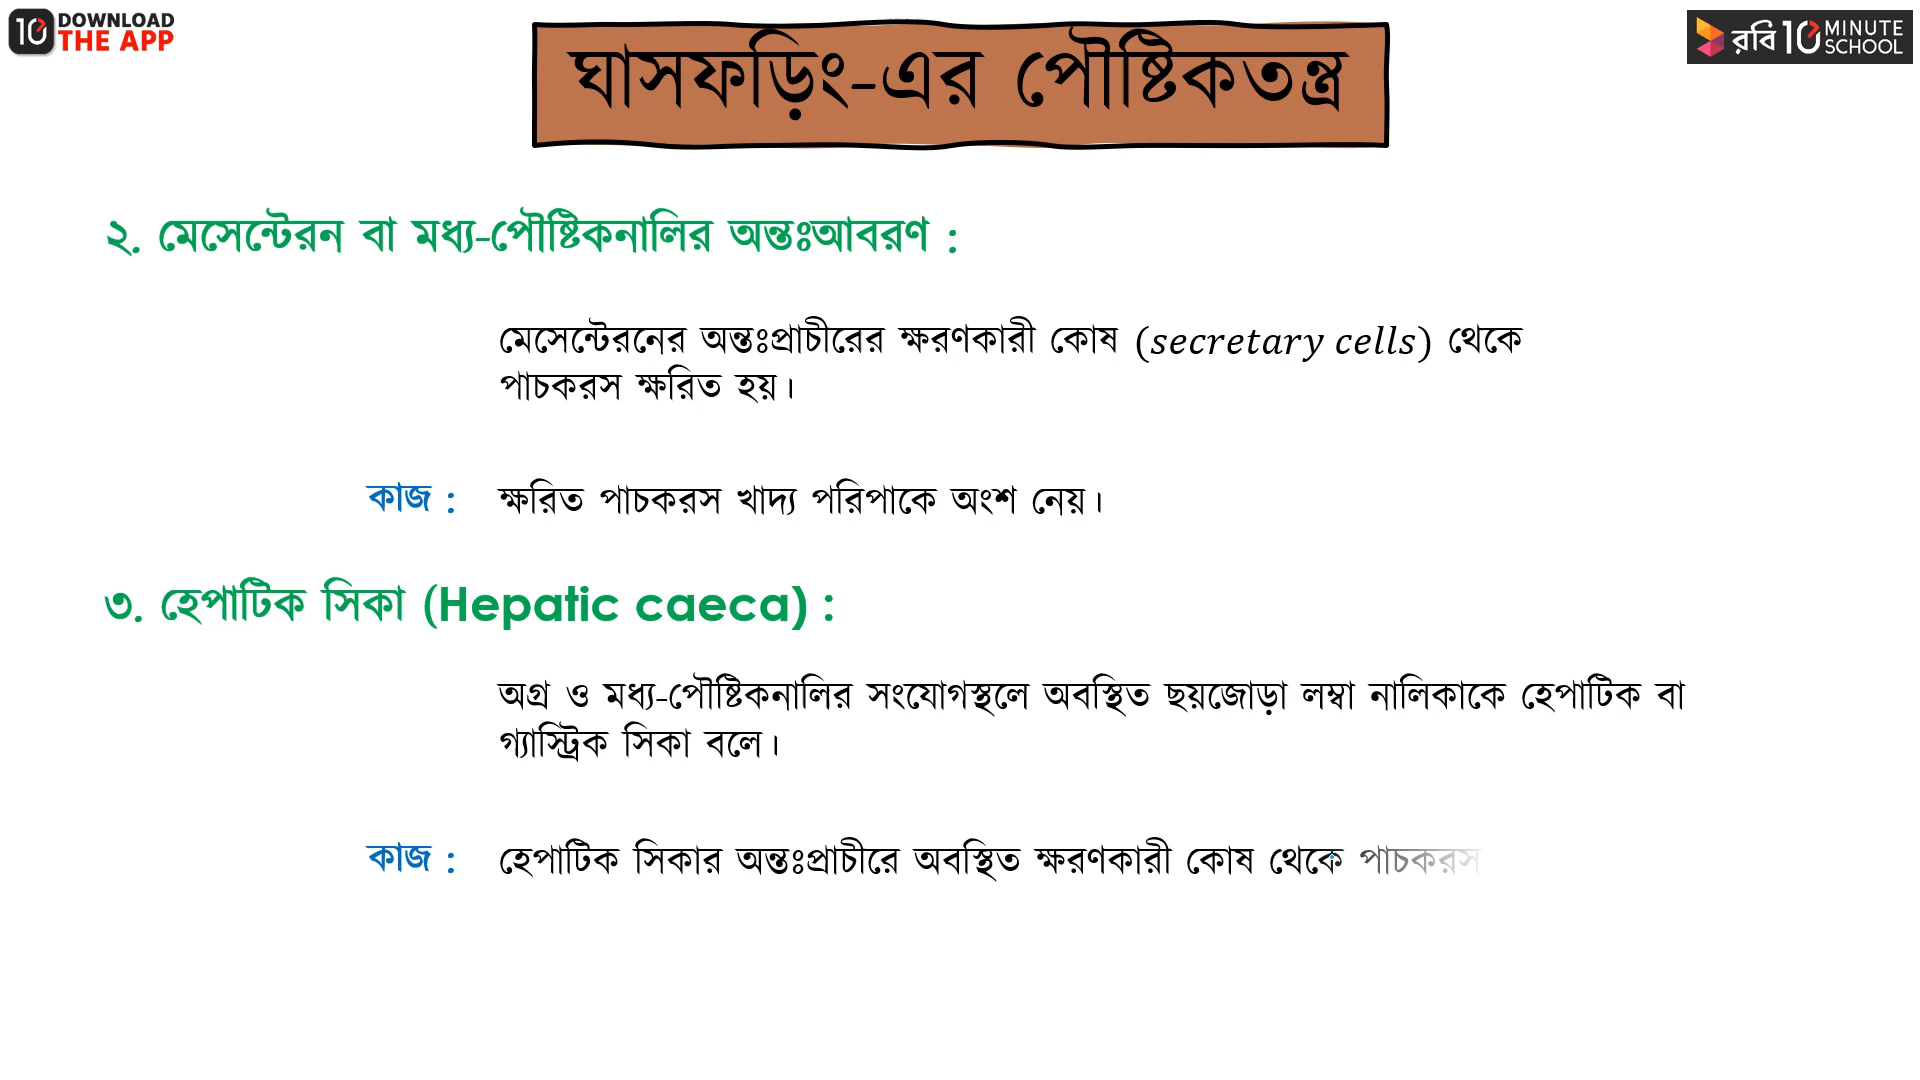 10 DOWNLOAD
THE APP
রবি 10 MINUTE
SCHOOL
ঘাসফড়িং-এর পৌষ্টিকতন্ত্র
২. মেসেন্টেরন বা মধ্য-পৌষ্টিকনালির অন্তঃআবরণ :
মেসেন্টেরনের অন্তঃপ্রাচীরের ক্ষরণকারী কোষ (secretary cells) থেকে
পাচকরস ক্ষরিত হয়।
কাজ : ক্ষরিত পাচকরস খাদ্য পরিপাকে অংশ নেয়।
৩. হেপাটিক সিকা (Hepatic caeca) :
অগ্র ও মধ্য-পৌষ্টিকনালির সংযোগস্থলে অবস্থিত ছয়জোড়া লম্বা নালিকাকে হেপাটিক বা
গ্যাস্ট্রিক সিকা বলে।
কাজ : হেপাটিক সিকার অন্তঃপ্রাচীরে অবস্থিত ক্ষরণকারী কোষ থেকে পাচকরস